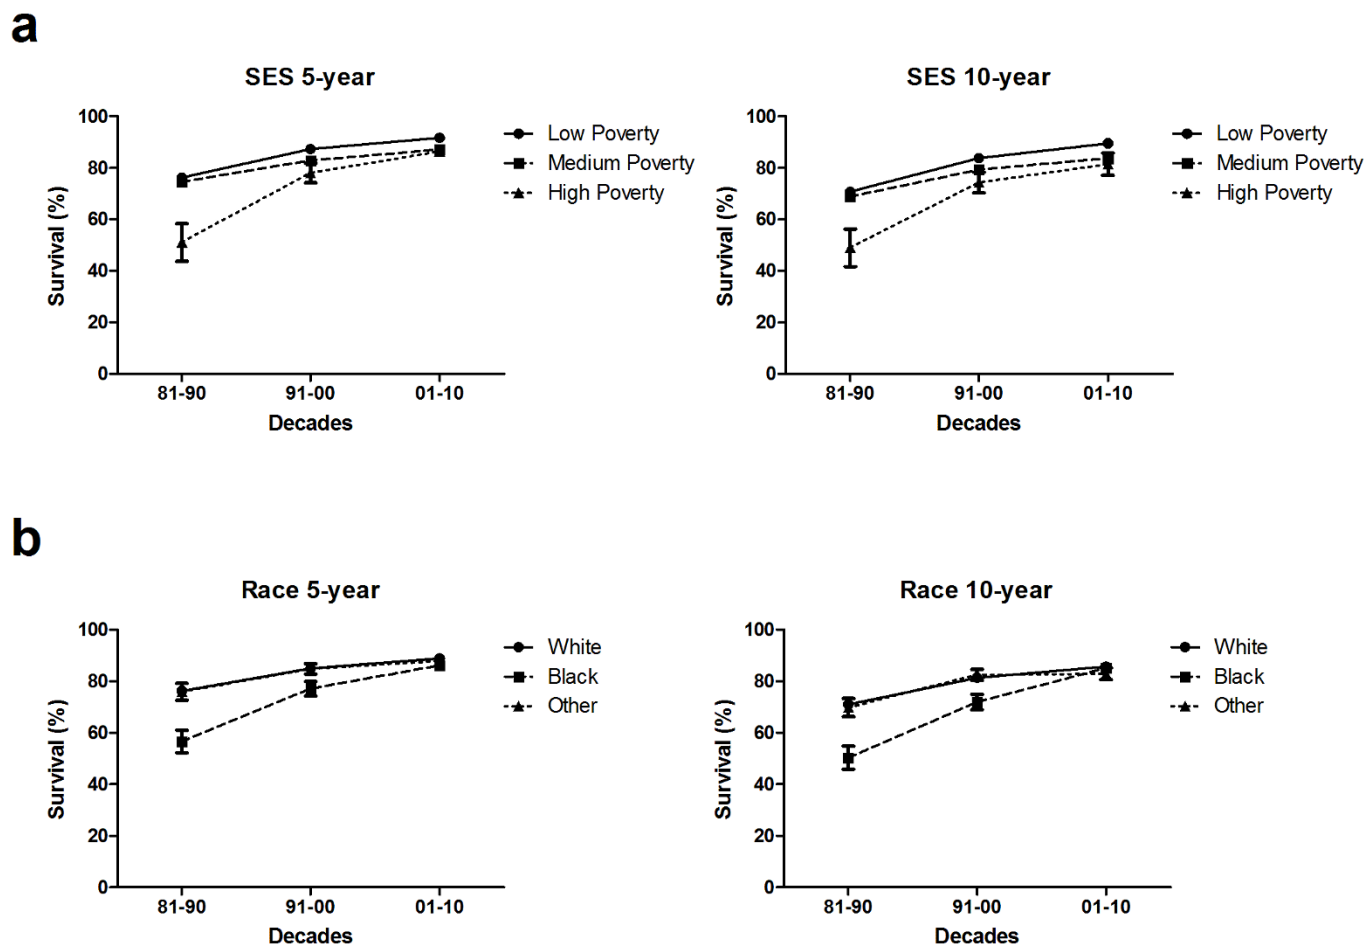 a
SES 5-year
100
80
60
40
20
0
Survival (%)
81-90 91-00 01-10
Decades
Low Poverty
Medium Poverty
High Poverty
SES 10-year
100
80
60
40
20
0
Survival (%)
81-90 91-00 01-10
Decades
Low Poverty
Medium Poverty
High Poverty
b
Race 5-year
100
80
60
40
20
0
Survival (%)
81-90 91-00 01-10
Decades
White
Black
Other
Race 10-year
100
80
60
40
20
0
Survival (%)
81-90 91-00 01-10
Decades
White
Black
Other